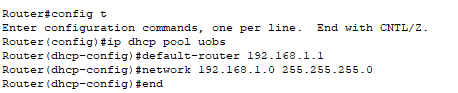 Router#config t
Enter configuration commands, one per line.  End with CNTL/Z.
Router(config)#ip dhcp pool uobs
Router(dhcp-config)#default-router 192.168.1.1
Router(dhcp-config)#network 192.168.1.0 255.255.255.0
Router(dhcp-config)#end